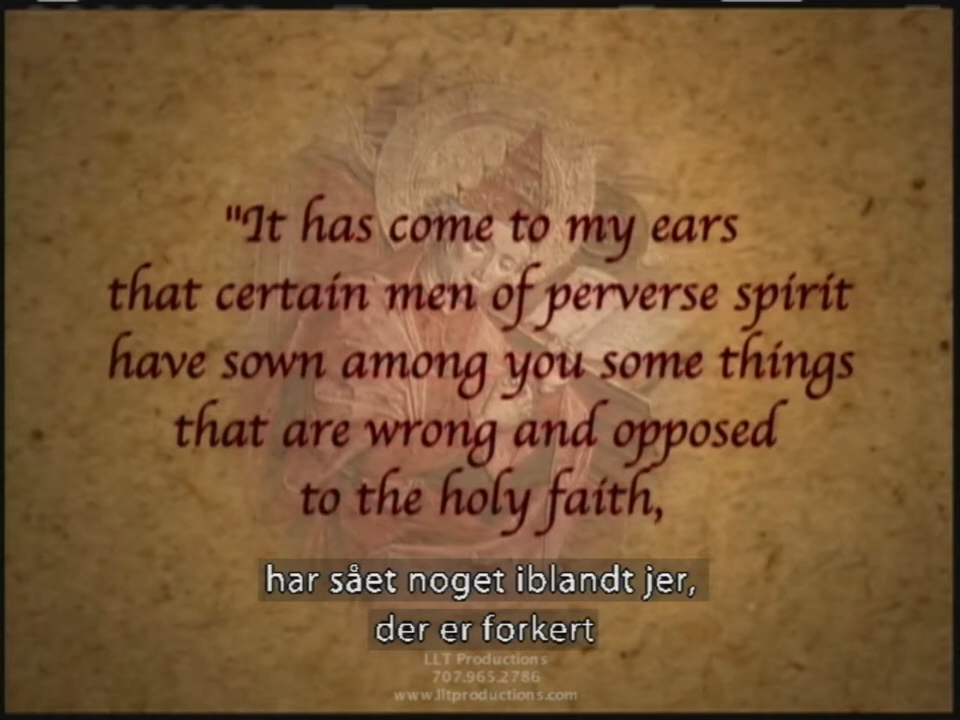 "It has come to my ears
that certain men of perverse spirit
have sown among you some things
that are wrong and opposed
to the holy faith,
har sået noget iblandt jer,
der er forkert
LLT Productions
707.965.2786
www.lltproductions.com